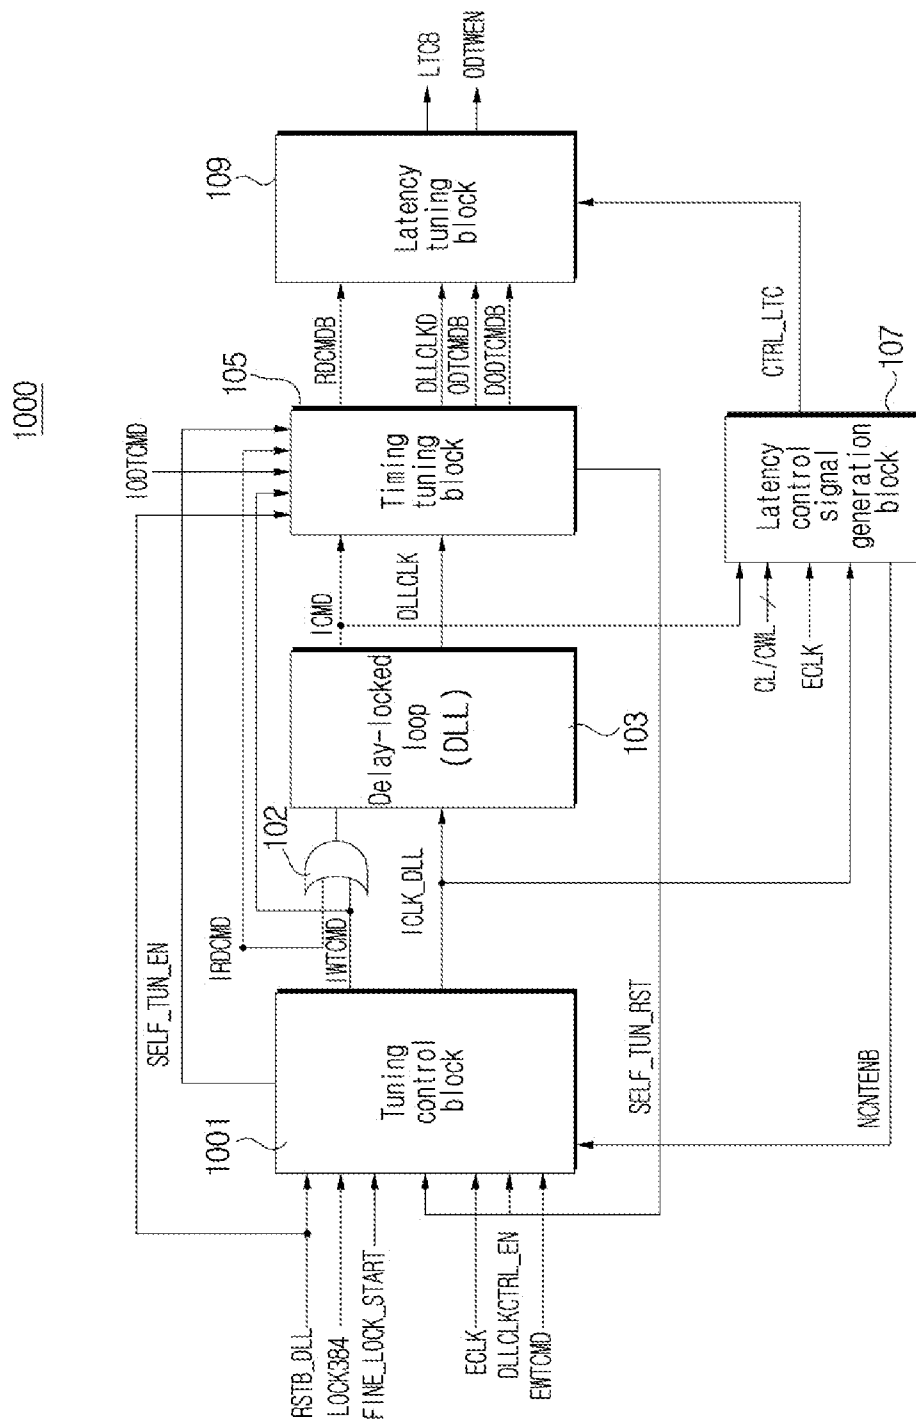 1000
RSTB_DLL
LOCK384
FINE_LOCK_START
ECLK
DLLCLKCTRL_EN
EWTCMD
1001
Tuning
control
block
SELF_TUN_EN
IRDCMD
IWTCMD
ICLK_DLL
SELF_TUN_RST
NCNTENB
102
Delay-locked
loop
(DLL)
103
ICMD
DLLCLK
IODTCMD
105
Timing
tuning
block
CL/CWL
ECLK
Latency
control
signal
generation
block
107
CTRL_LTC
RDCMDB
DLLCLKD
ODTCMDB
DODTCMDB
109
Latency
tuning
block
LTCB
ODTWEN